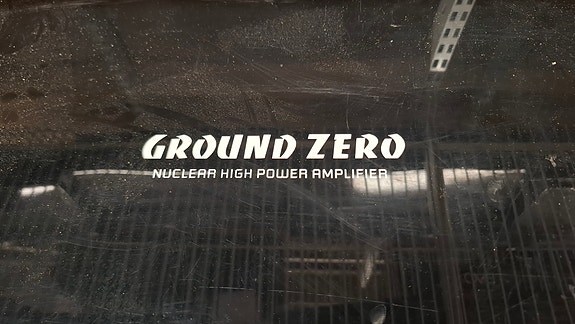 GROUND ZERO
NUCLEAR HIGH POWER AMPLIFIER